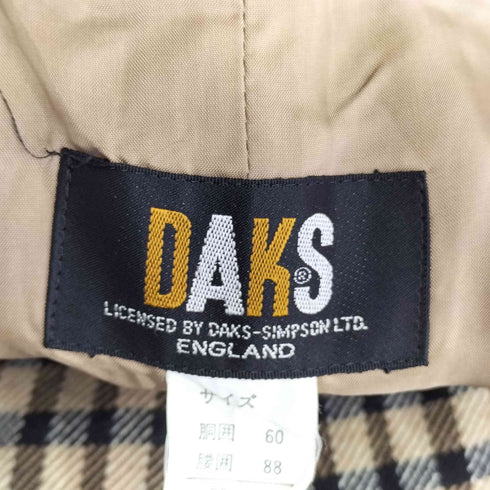 DAKS®
LICENSED BY DAKS-SIMPSON LTD.
ENGLAND
サイズ
胴囲 60
腰囲 88